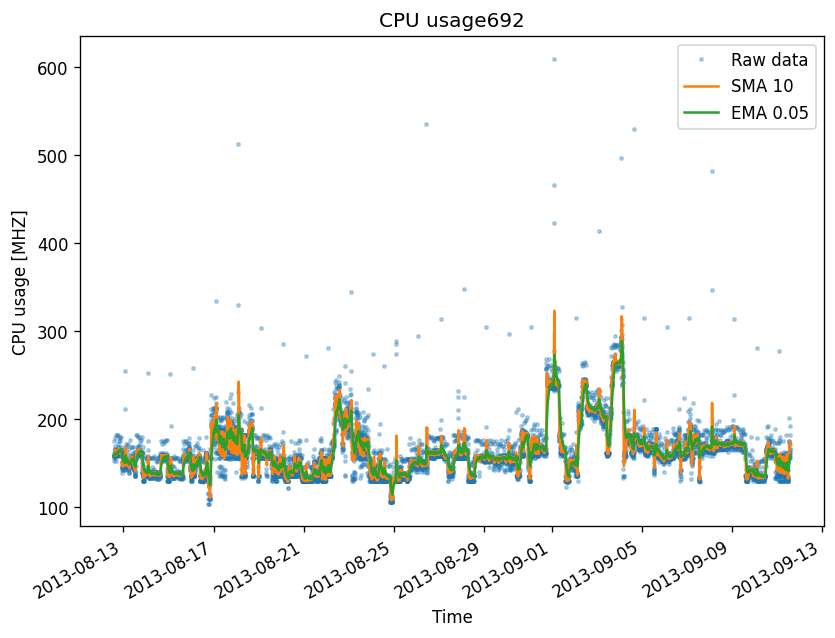 CPU usage692
Raw data
SMA 10
EMA 0.05
CPU usage [MHZ]
600
500
400
300
200
100
2013-08-13
2013-08-17
2013-08-21
2013-08-25
2013-08-29
2013-09-01
2013-09-05
2013-09-09
2013-09-13
Time